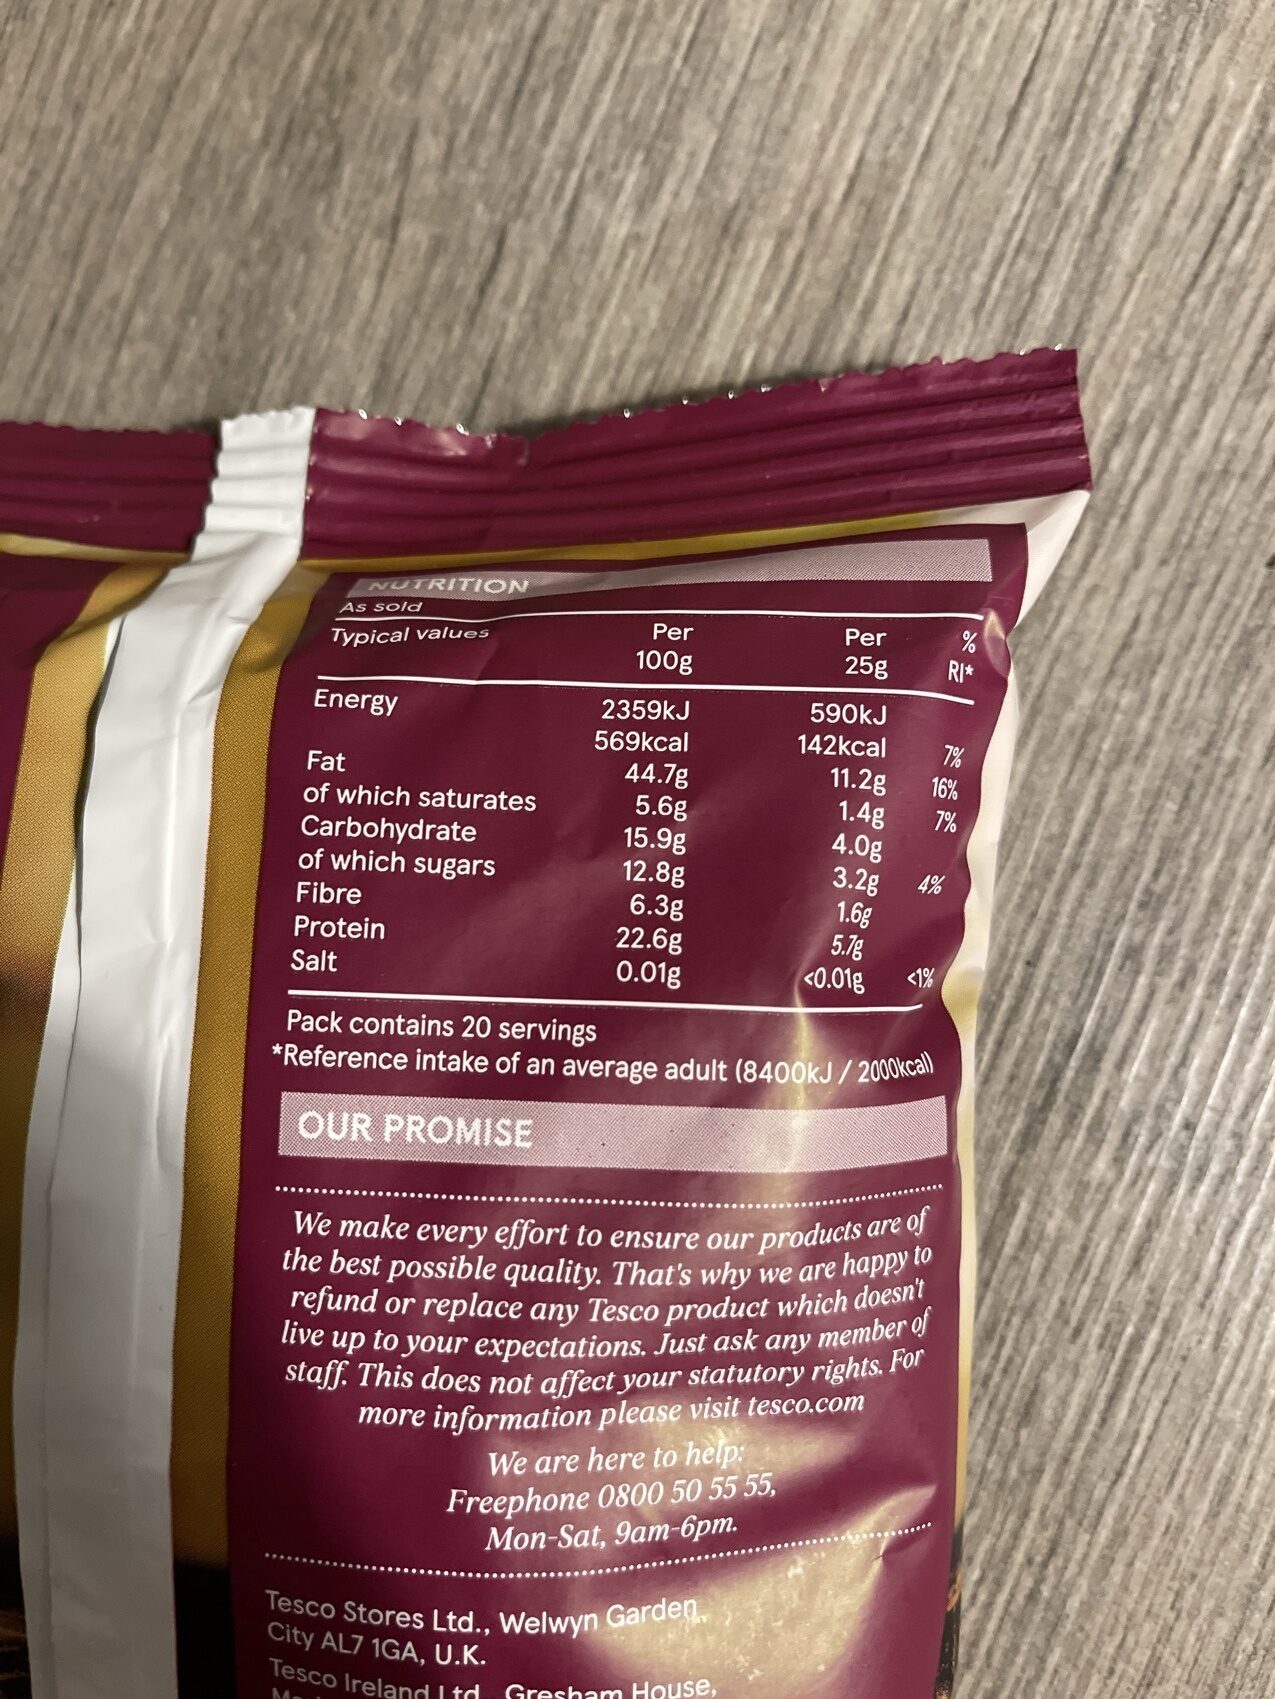 NUTRITION
As sold
Typical values Per 100g Per 25g % RI*
Energy 2359kJ 590kJ
569kcal 142kcal 7%
Fat 44.7g 11.2g 16%
of which saturates 5.6g 1.4g 7%
Carbohydrate 15.9g 4.0g
of which sugars 12.8g 3.2g 4%
Fibre 6.3g 1.6g
Protein 22.6g 5.7g
Salt 0.01g <0.01g <1%
Pack contains 20 servings
*Reference intake of an average adult (8400kJ / 2000kcal)
OUR PROMISE
We make every effort to ensure our products are of
the best possible quality. That's why we are happy to
refund or replace any Tesco product which doesn't
live up to your expectations. Just ask any member of
staff. This does not affect your statutory rights. For
more information please visit tesco.com
We are here to help:
Freephone 0800 50 55 55,
Mon-Sat, 9am-6pm.
Tesco Stores Ltd., Welwyn Garden
City AL7 1GA, U.K.
Tesco Ireland Ltd., Gresham House,